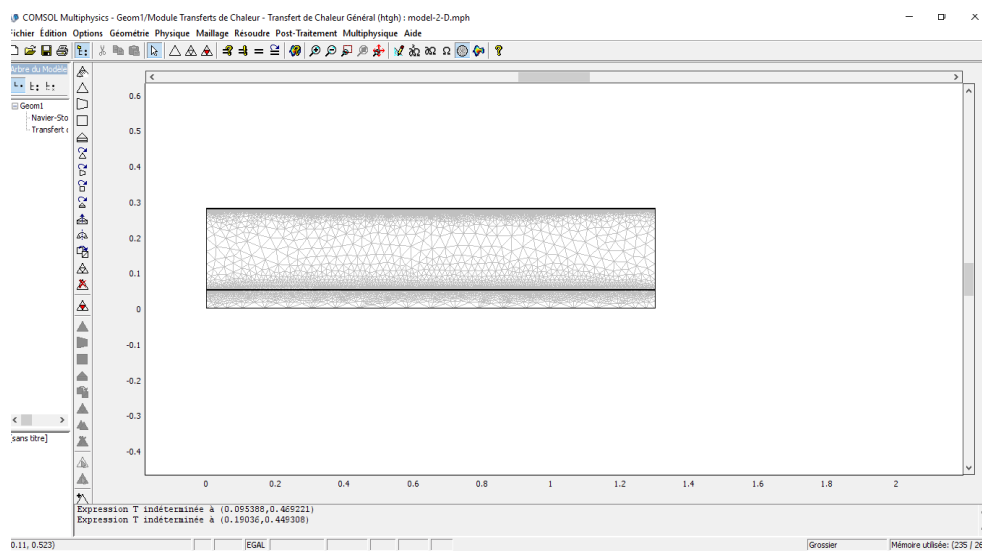 COMSOL Multiphysics - Geom1/Module Transferts de Chaleur - Transfert de Chaleur Général (htgh) : model-2-D.mph
ichier Édition Options Géométrie Physique Maillage Résoudre Post-Traitement Multiphysique Aide
Arbre du Modèle
Geom1
Navier-Sto
Transfert
[sans titre]
0.6
0.5
0.4
0.3
0.2
0.1
0
-0.1
-0.2
-0.3
-0.4
0 0.2 0.4 0.6 0.8 1 1.2 1.4 1.6 1.8 2
Expression T indéterminée à (0.095388,0.469221)
Expression T indéterminée à (0.19036,0.449308)
0.11, 0.523) EGAL Grossier Mémoire utilisée: (235 / 26